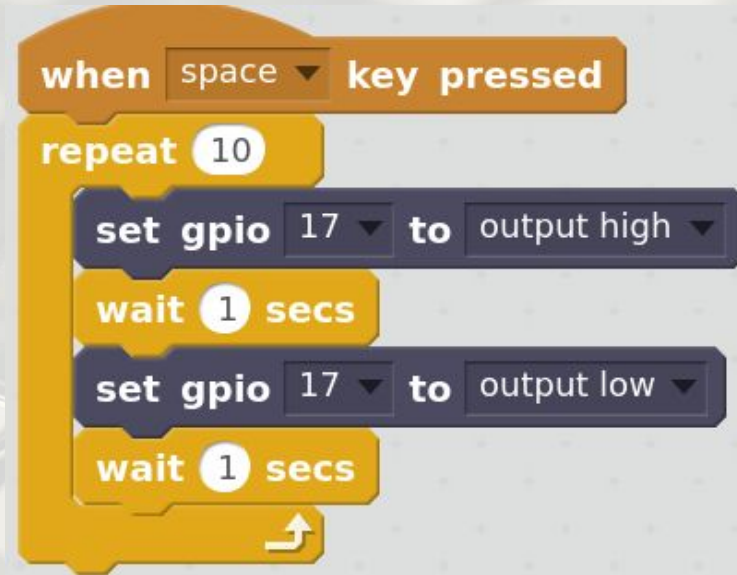 when space key pressed
repeat 10
set gpio 17 to output high
wait 1 secs
set gpio 17 to output low
wait 1 secs